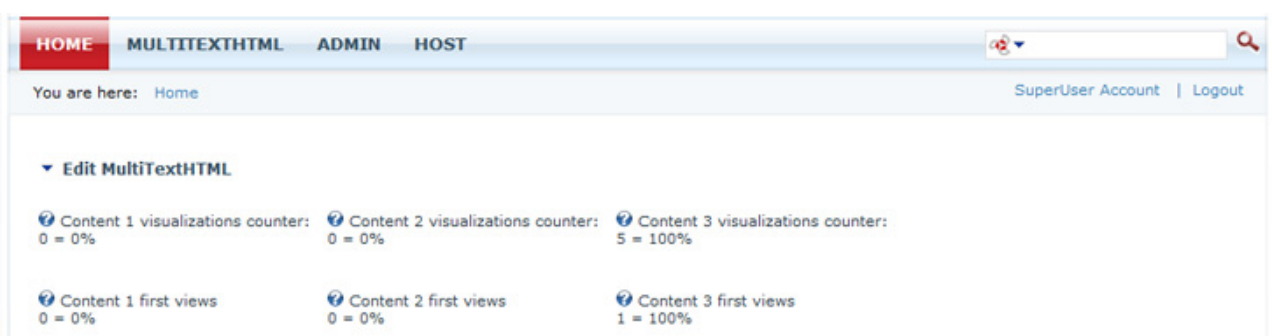 HOME MULTITEXTHTML ADMIN HOST
You are here: Home SuperUser Account | Logout
Edit MultiTextHTML
Content 1 visualizations counter: Content 2 visualizations counter: Content 3 visualizations counter:
0 = 0% 0 = 0% 5 = 100%
Content 1 first views Content 2 first views Content 3 first views
0 = 0% 0 = 0% 1 = 100%